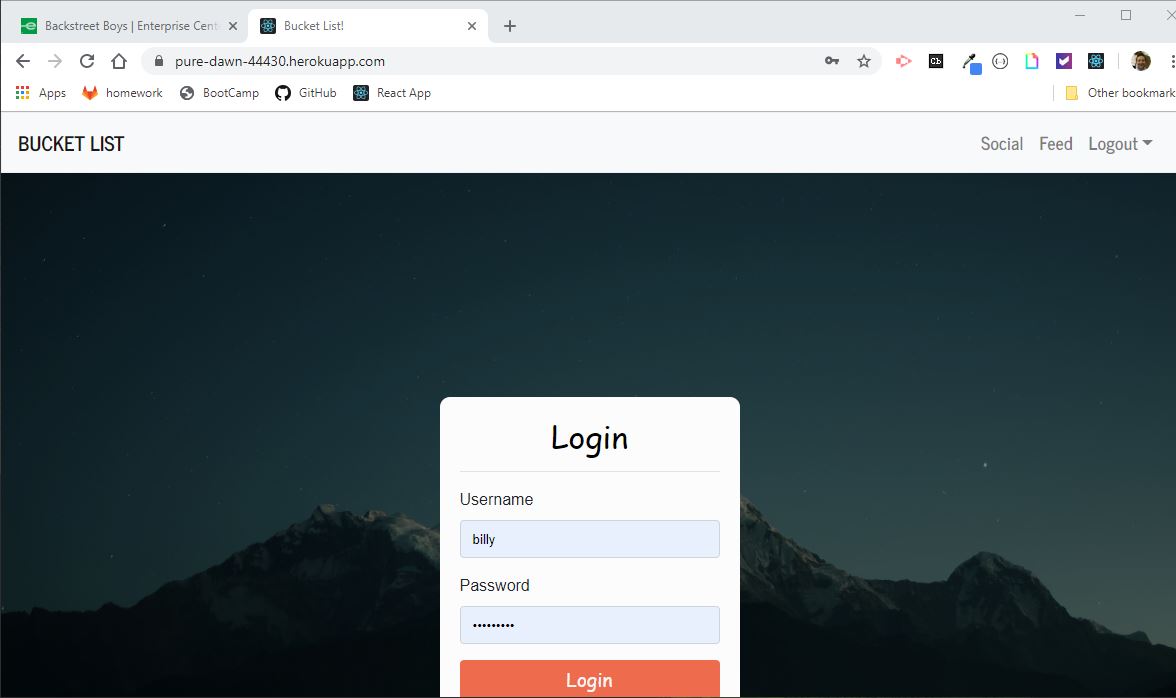 Backstreet Boys | Enterprise Cent
Bucket List!
pure-dawn-44430.herokuapp.com
Cb
Apps homework BootCamp GitHub React App Other bookmark
BUCKET LIST Social Feed Logout
Login
Username
billy
Password
•••••••••
Login